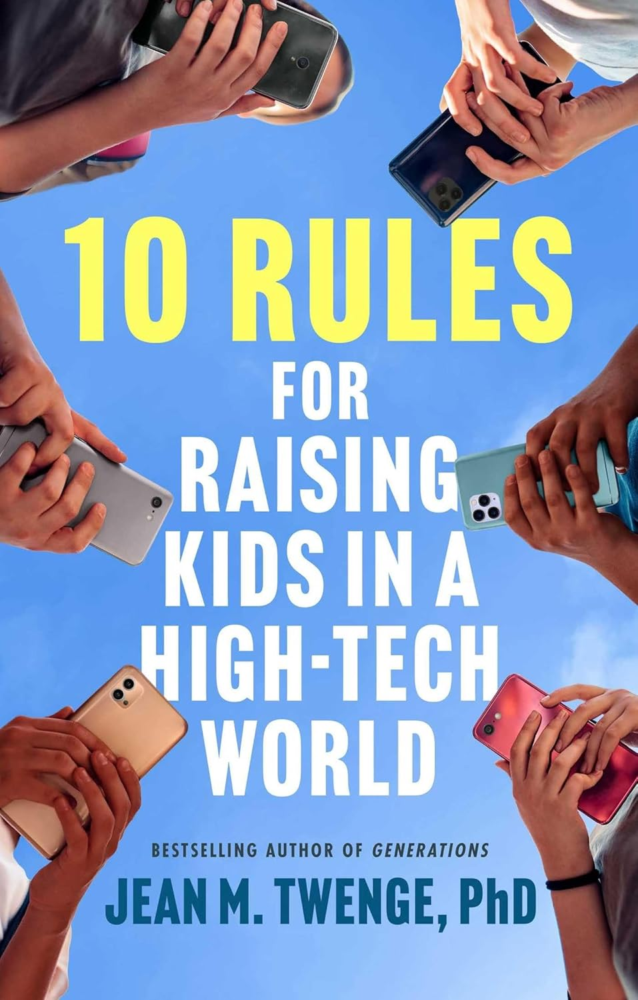 10 RULES
FOR
RAISING
KIDS IN A
HIGH-TECH
WORLD
BESTSELLING AUTHOR OF GENERATIONS
JEAN M. TWENGE, PhD